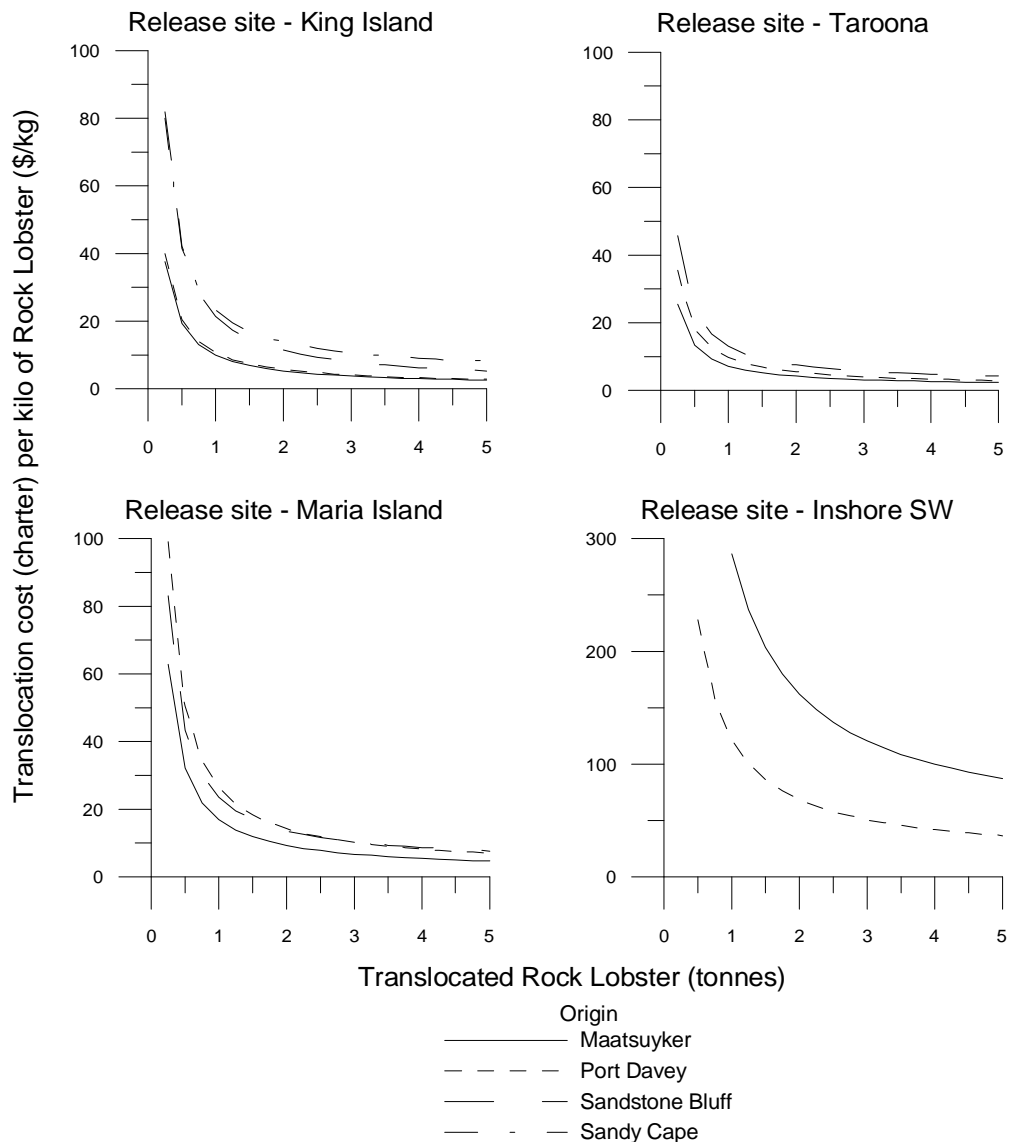 Release site - King Island
Release site - Taroona
Translocation cost (charter) per kilo of Rock Lobster ($/kg)
100
80
60
40
20
0
0 1 2 3 4 5
100
80
60
40
20
0
0 1 2 3 4 5
Release site - Maria Island
Release site - Inshore SW
100
80
60
40
20
0
0 1 2 3 4 5
300
200
100
0
0 1 2 3 4 5
Translocated Rock Lobster (tonnes)
Origin
Maatsuyker
Port Davey
Sandstone Bluff
Sandy Cape